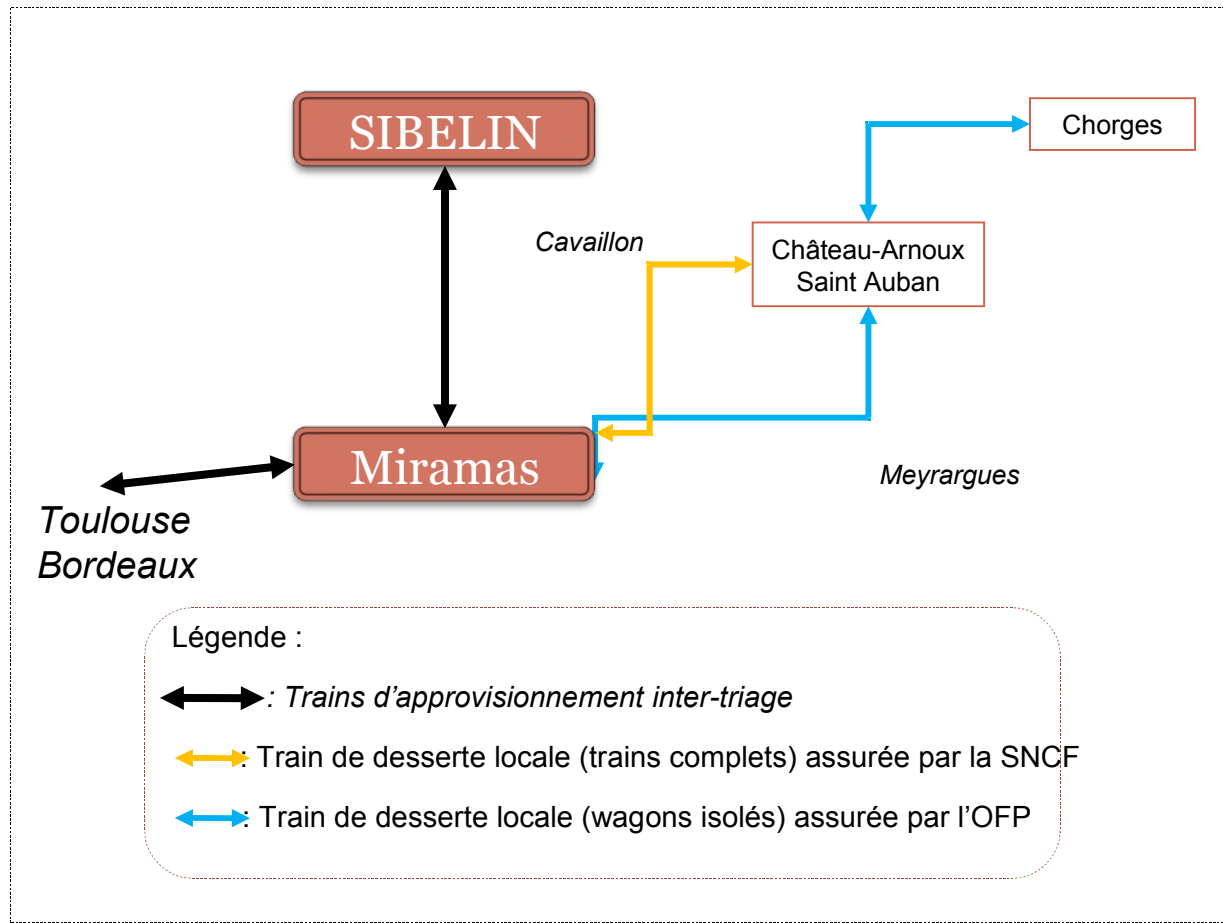 SIBELIN
Chorges
Cavaillon
Château-Arnoux
Saint Auban
Miramas
Meyrargues
Toulouse
Bordeaux
Légende :
: Trains d’approvisionnement inter-triage
: Train de desserte locale (trains complets) assurée par la SNCF
: Train de desserte locale (wagons isolés) assurée par l’OFP